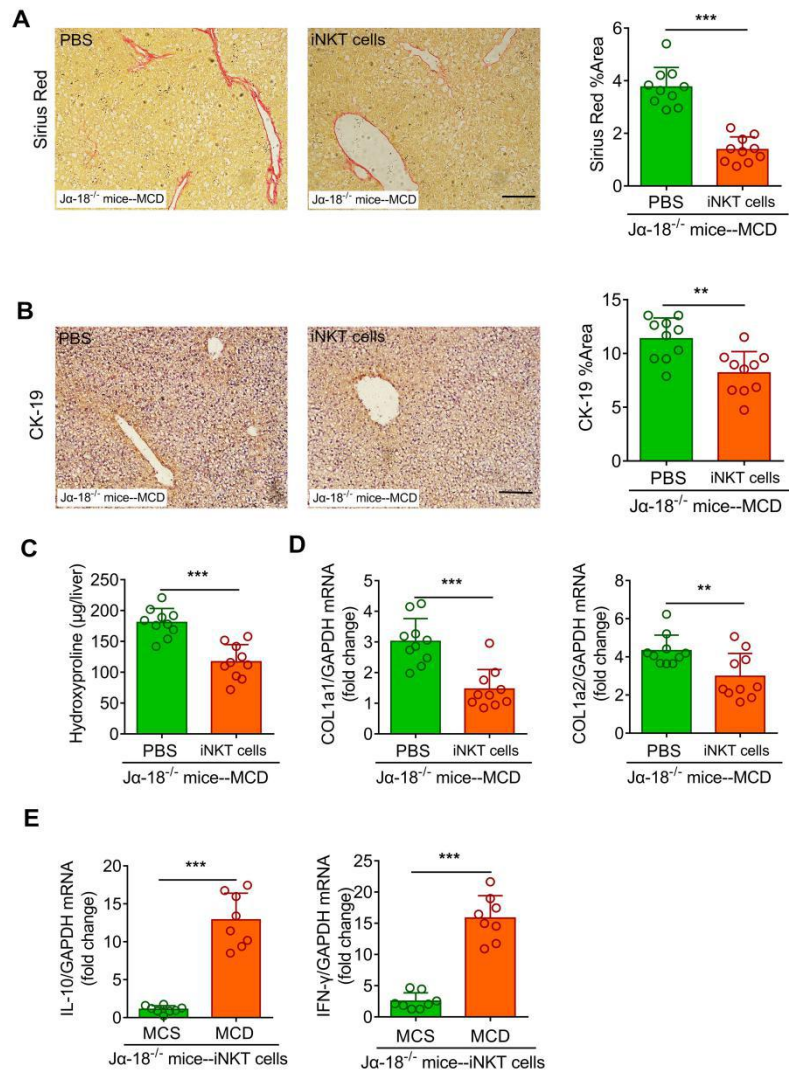 A
Sirius Red
PBS
Jα-18-/- mice--MCD
iNKT cells
Jα-18-/- mice--MCD
Sirius Red %Area
6
4
2
0
***
PBS
iNKT cells
Jα-18-/- mice--MCD
B
CK-19
PBS
Jα-18-/- mice--MCD
iNKT cells
Jα-18-/- mice--MCD
CK-19 %Area
15
10
5
0
**
PBS
iNKT cells
Jα-18-/- mice--MCD
C
Hydroxyproline (μg/liver)
250
200
150
100
50
0
***
PBS
iNKT cells
Jα-18-/- mice--MCD
D
COL1a1/GAPDH mRNA
(fold change)
5
4
3
2
1
0
***
PBS
iNKT cells
Jα-18-/- mice--MCD
COL1a2/GAPDH mRNA
(fold change)
8
6
4
2
0
**
PBS
iNKT cells
Jα-18-/- mice--MCD
E
IL-10/GAPDH mRNA
(fold change)
20
15
10
5
0
***
MCS
MCD
Jα-18-/- mice--iNKT cells
IFN-γ/GAPDH mRNA
(fold change)
25
20
15
10
5
0
***
MCS
MCD
Jα-18-/- mice--iNKT cells